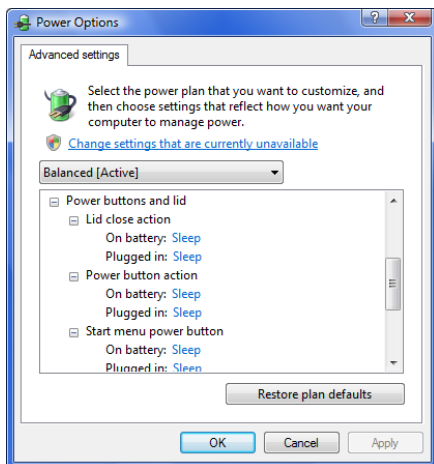 Power Options
Advanced settings
Select the power plan that you want to customize, and
then choose settings that reflect how you want your
computer to manage power.
Change settings that are currently unavailable
Balanced [Active]
Power buttons and lid
Lid close action
On battery: Sleep
Plugged in: Sleep
Power button action
On battery: Sleep
Plugged in: Sleep
Start menu power button
On battery: Sleep
Plugged in: Sleep
Restore plan defaults
OK Cancel Apply